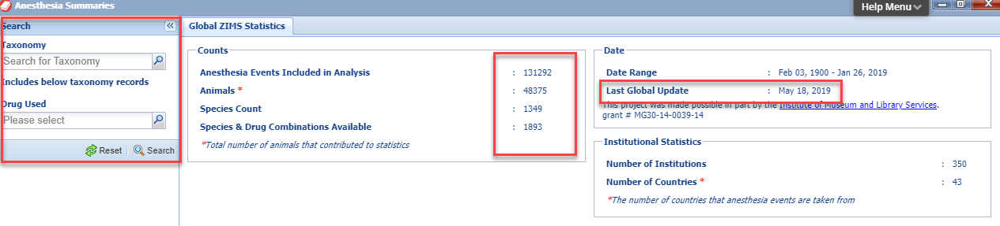 Anesthesia Summaries
Help Menu
Search
Taxonomy
Search for Taxonomy
Includes below taxonomy records
Drug Used
Please select
Reset
Search
Global ZIMS Statistics
Counts
Anesthesia Events Included in Analysis : 131292
Animals * : 48375
Species Count : 1349
Species & Drug Combinations Available : 1893
*Total number of animals that contributed to statistics
Date
Date Range : Feb 03, 1900 - Jan 26, 2019
Last Global Update : May 18, 2019
This project was made possible in part by the Institute of Museum and Library Services.
grant # MG30-14-0039-14
Institutional Statistics
Number of Institutions : 350
Number of Countries * : 43
*The number of countries that anesthesia events are taken from